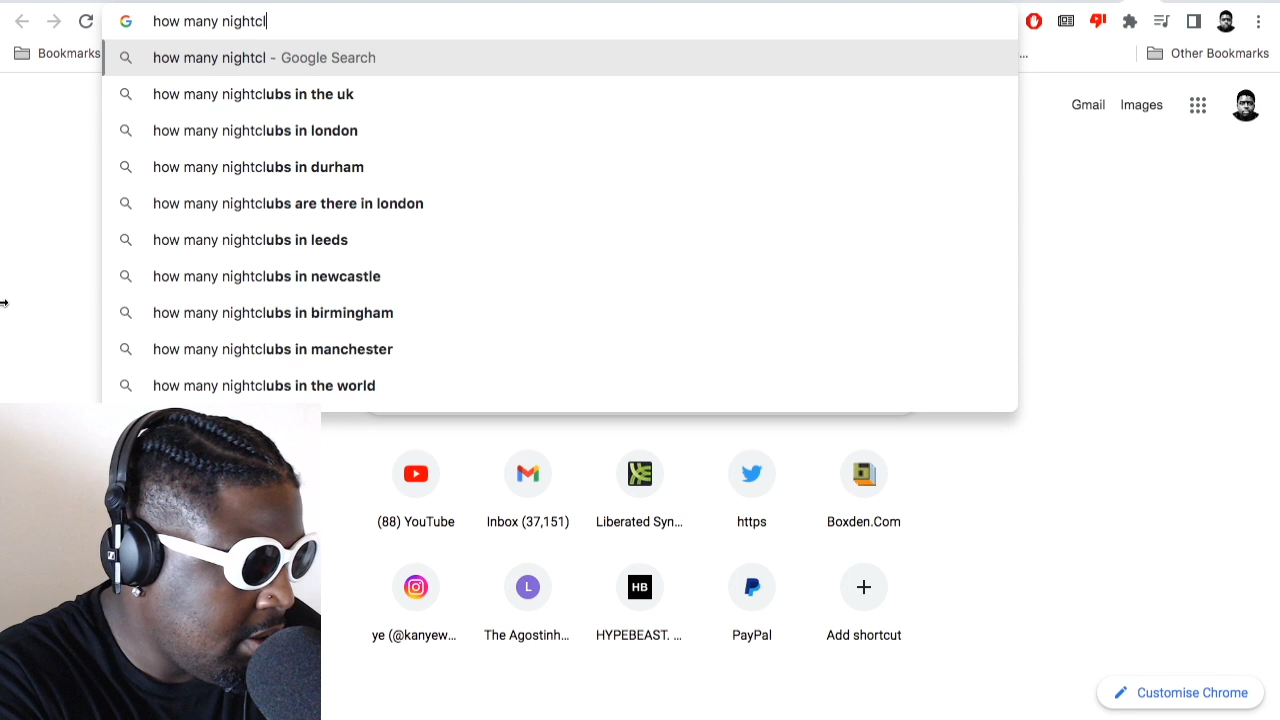 how many nightcl
Bookmarks
...
Other Bookmarks
how many nightcl - Google Search
how many nightclubs in the uk
how many nightclubs in london
how many nightclubs in durham
how many nightclubs are there in london
how many nightclubs in leeds
how many nightclubs in newcastle
how many nightclubs in birmingham
how many nightclubs in manchester
how many nightclubs in the world
Gmail Images
(88) YouTube
Inbox (37,151)
Liberated Syn...
https
Boxden.Com
L
HB
ye (@kanyew...
The Agostinh...
HYPEBEAST. ...
PayPal
Add shortcut
Customise Chrome